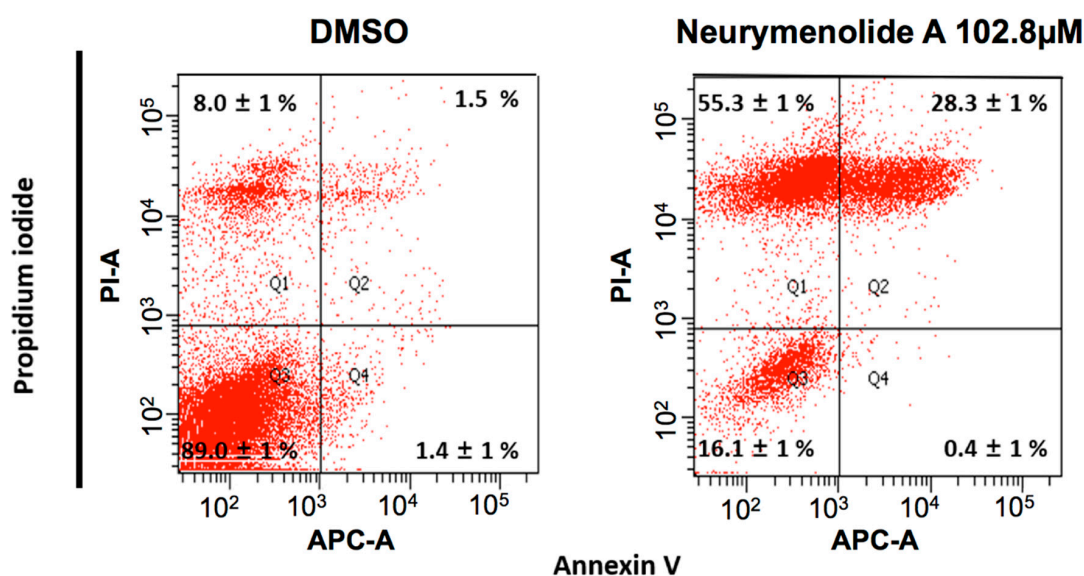 DMSO
Neurymenolide A 102.8µM
Propidium iodide
PI-A
10⁵
10⁴
10³
10²
8.0 ± 1 %
1.5 %
Q1
Q2
Q3
Q4
89.0 ± 1 %
1.4 ± 1 %
10² 10³ 10⁴ 10⁵
APC-A
PI-A
10⁵
10⁴
10³
10²
55.3 ± 1 %
28.3 ± 1 %
Q1
Q2
Q3
Q4
16.1 ± 1 %
0.4 ± 1 %
10² 10³ 10⁴ 10⁵
APC-A
Annexin V